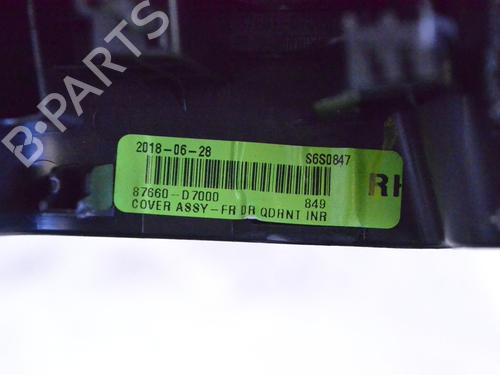 B-PARTS
2018-06-28 S6S0847
RH
87660-D7000 849
COVER ASSY-FR DR QDRNT INR